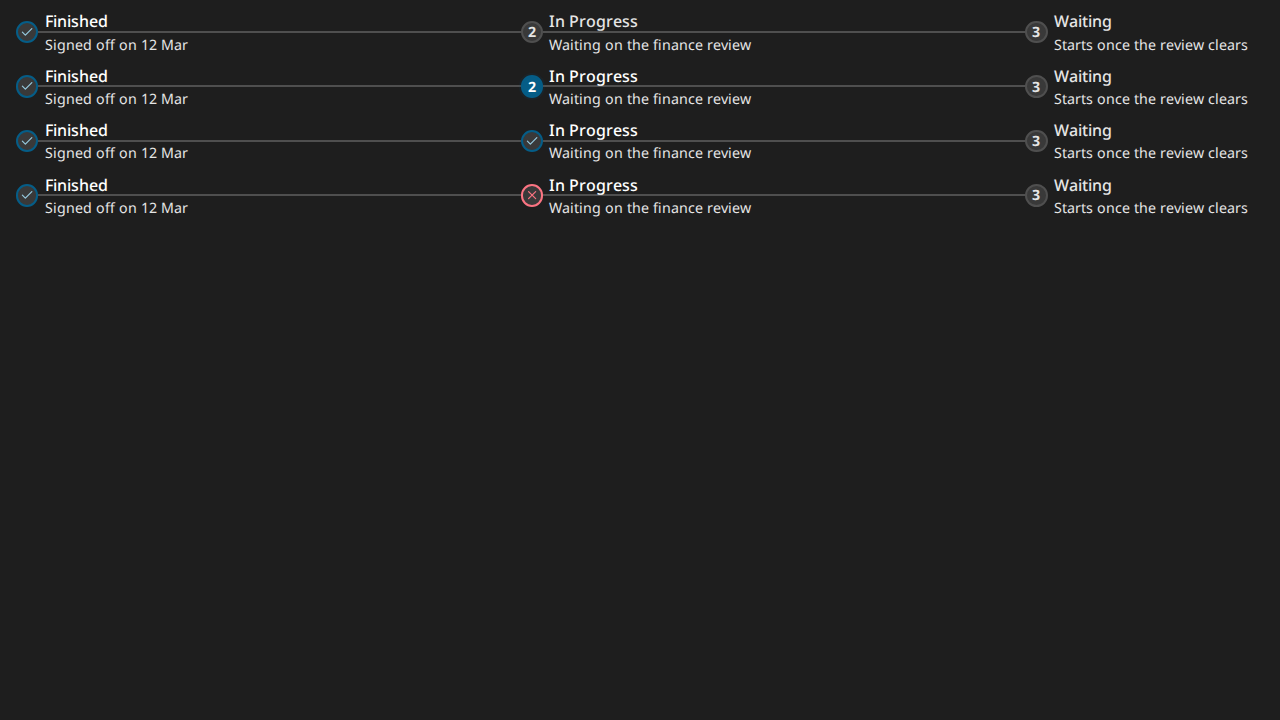 Finished
Signed off on 12 Mar
2
In Progress
Waiting on the finance review
3
Waiting
Starts once the review clears
Finished
Signed off on 12 Mar
2
In Progress
Waiting on the finance review
3
Waiting
Starts once the review clears
Finished
Signed off on 12 Mar
In Progress
Waiting on the finance review
3
Waiting
Starts once the review clears
Finished
Signed off on 12 Mar
In Progress
Waiting on the finance review
3
Waiting
Starts once the review clears